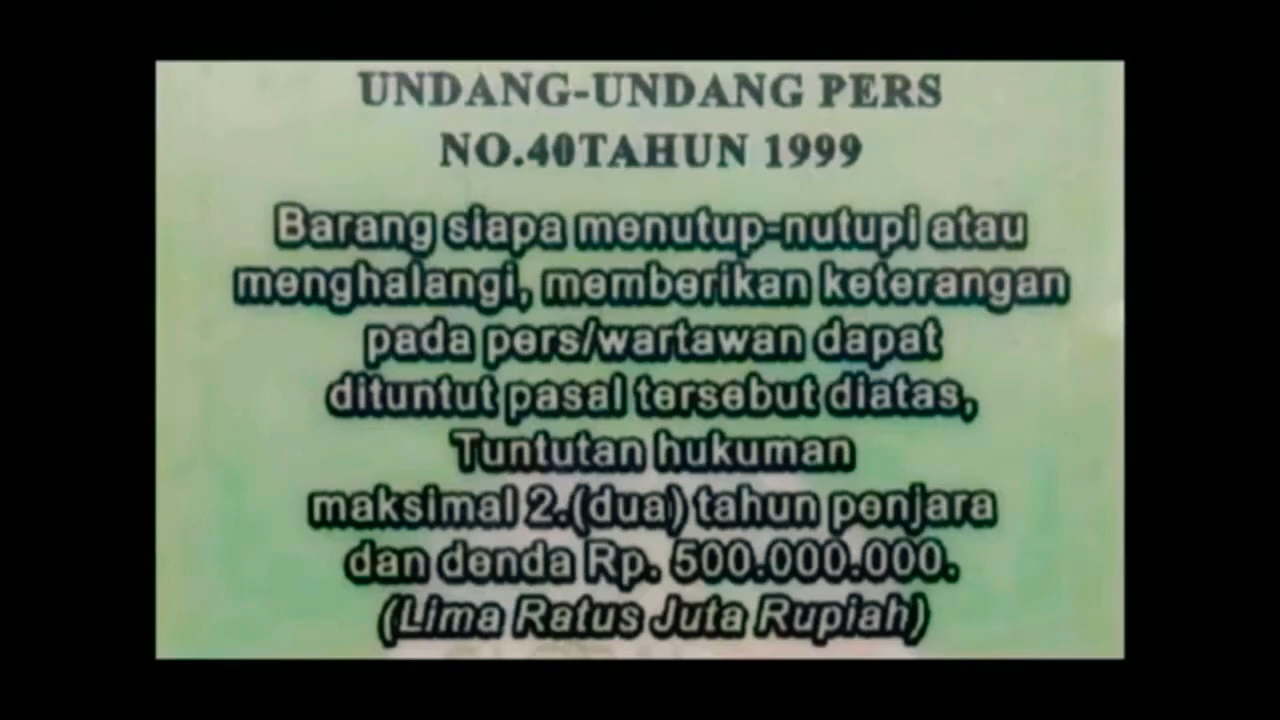 UNDANG-UNDANG PERS
NO.40TAHUN 1999
Barang siapa menutup-nutupi atau
menghalangi, memberikan keterangan
pada pers/wartawan dapat
dituntut pasal tersebut diatas,
Tuntutan hukuman
maksimal 2.(dua) tahun penjara
dan denda Rp. 500.000.000.
(Lima Ratus Juta Rupiah)